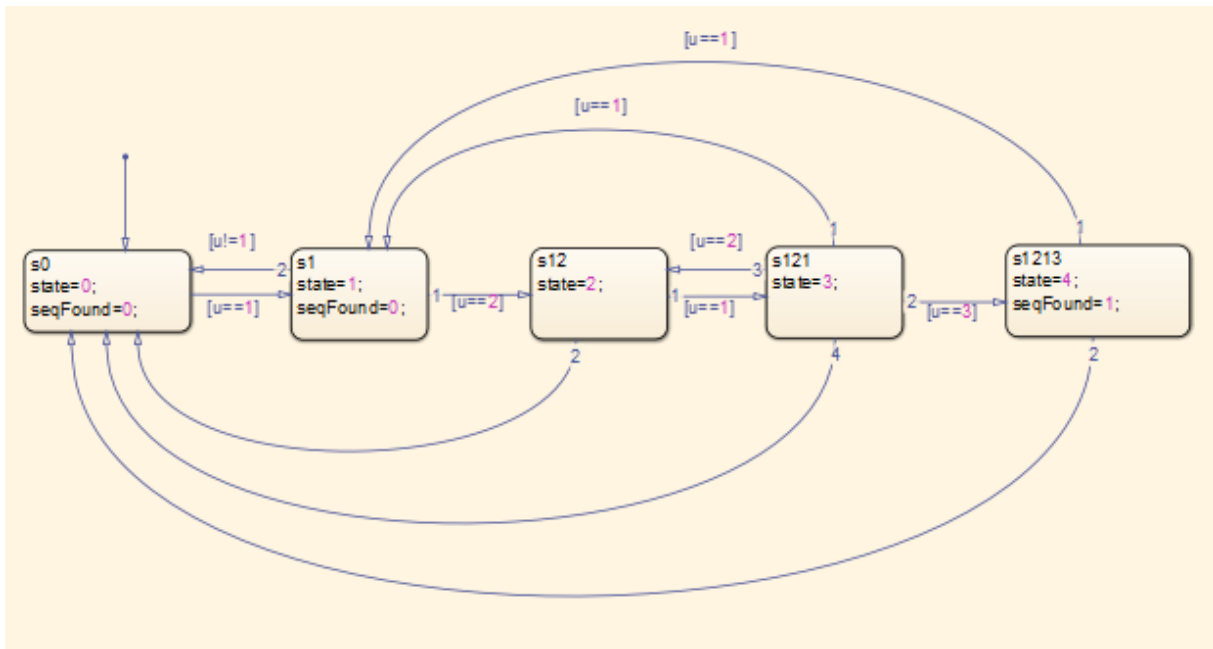 [u==1]
[u==1]
[u!=1]
[u==2]
s0
state=0;
seqFound=0;
2
s1
state=1;
seqFound=0;
s12
state=2;
3
1
s121
state=3;
1
s1213
state=4;
seqFound=1;
[u==1]
1
[u==2]
1
[u==1]
2
[u==3]
2
4
2